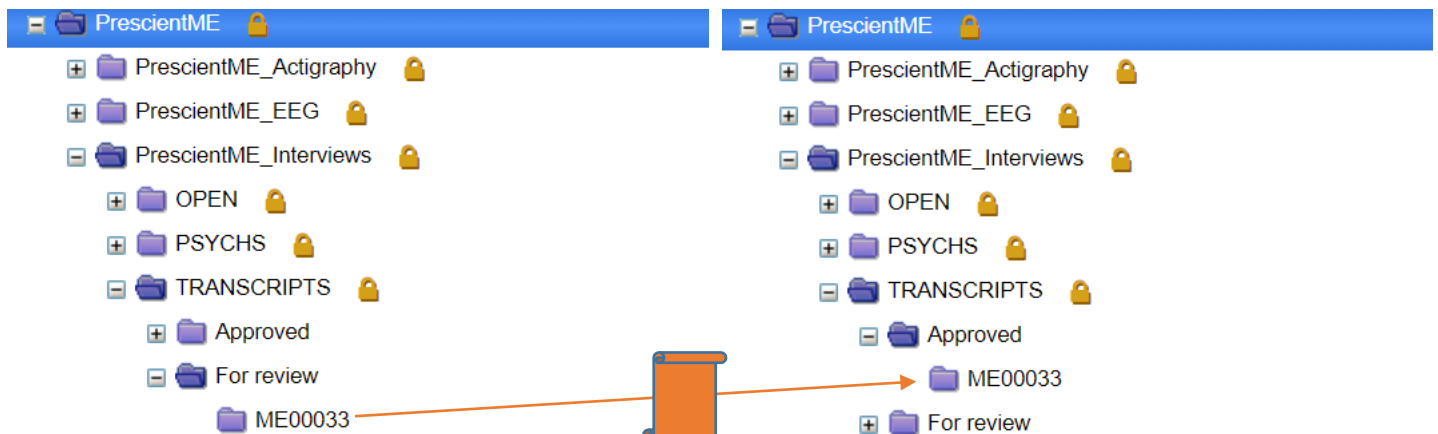 PrescientME
PrescientME_Actigraphy
PrescientME_EEG
PrescientME_Interviews
OPEN
PSYCHS
TRANSCRIPTS
Approved
For review
ME00033
PrescientME
PrescientME_Actigraphy
PrescientME_EEG
PrescientME_Interviews
OPEN
PSYCHS
TRANSCRIPTS
Approved
ME00033
For review